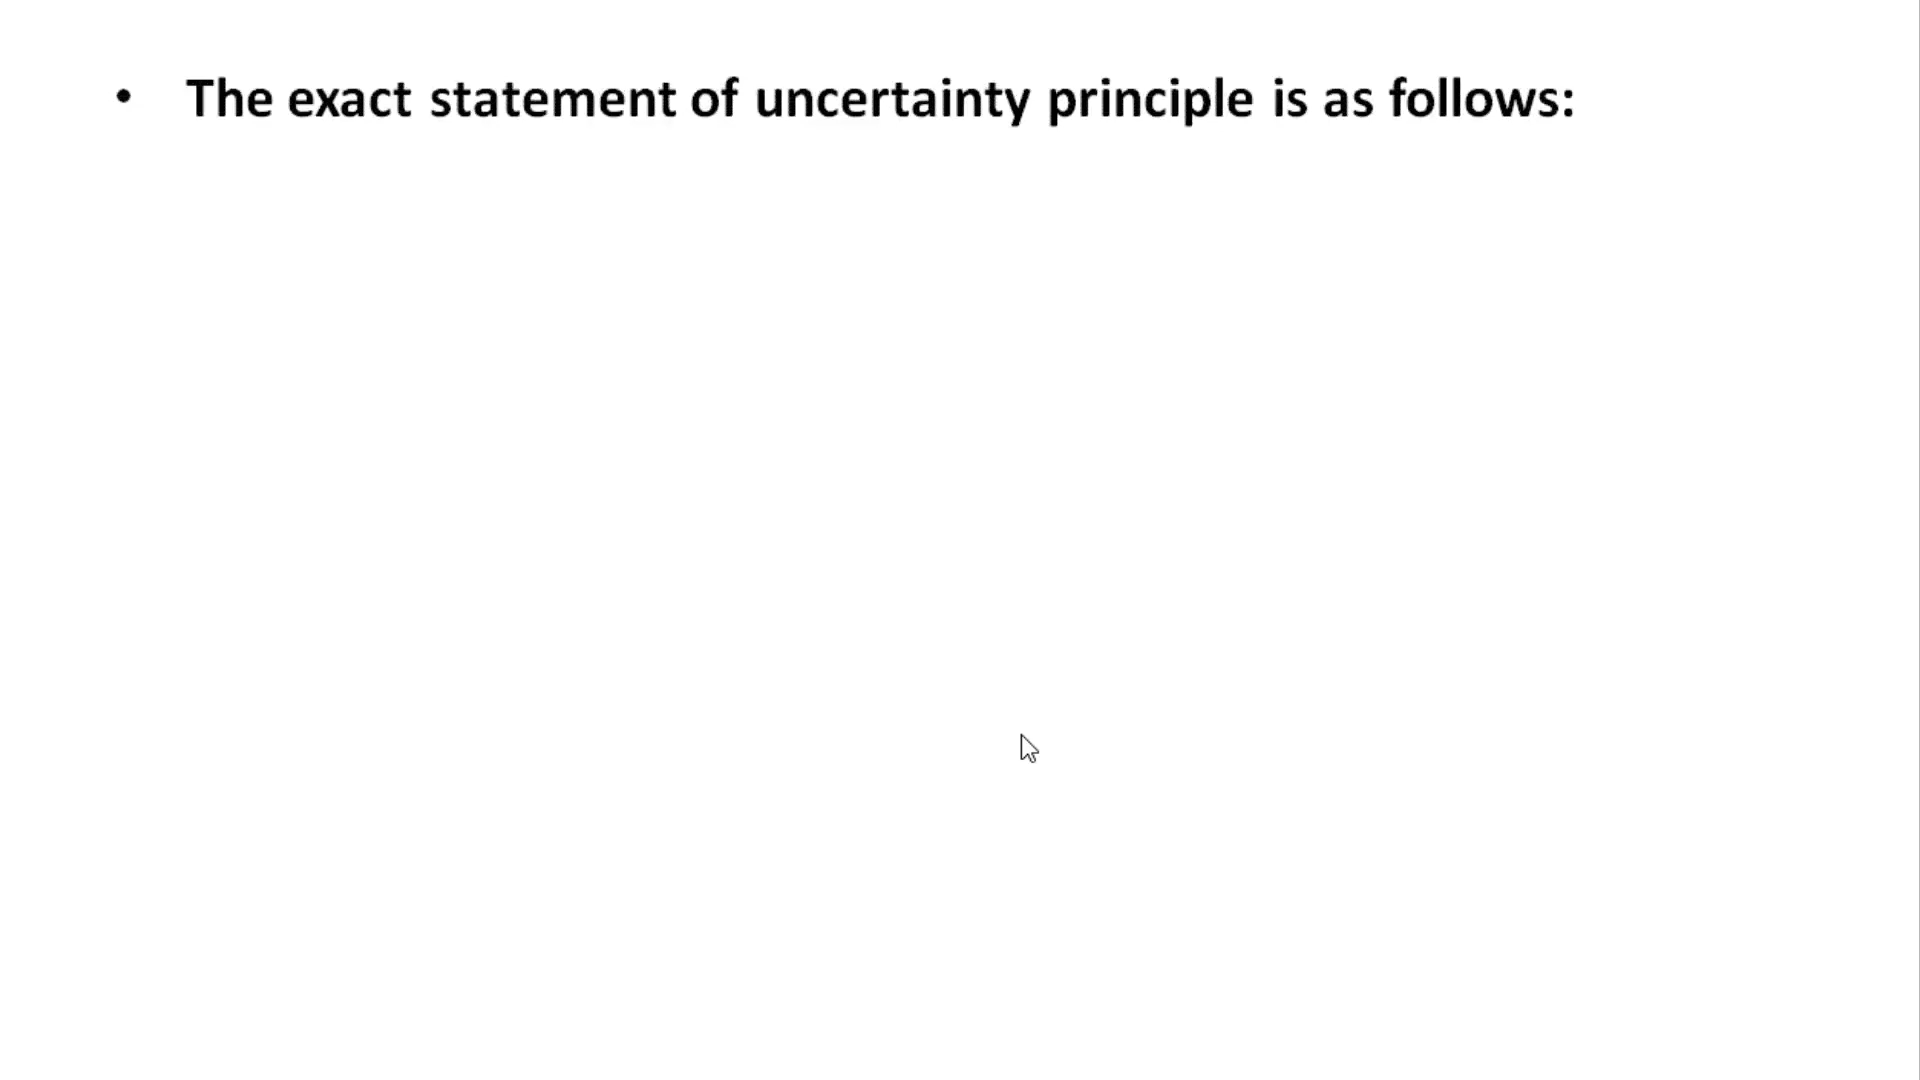 • The exact statement of uncertainty principle is as follows: